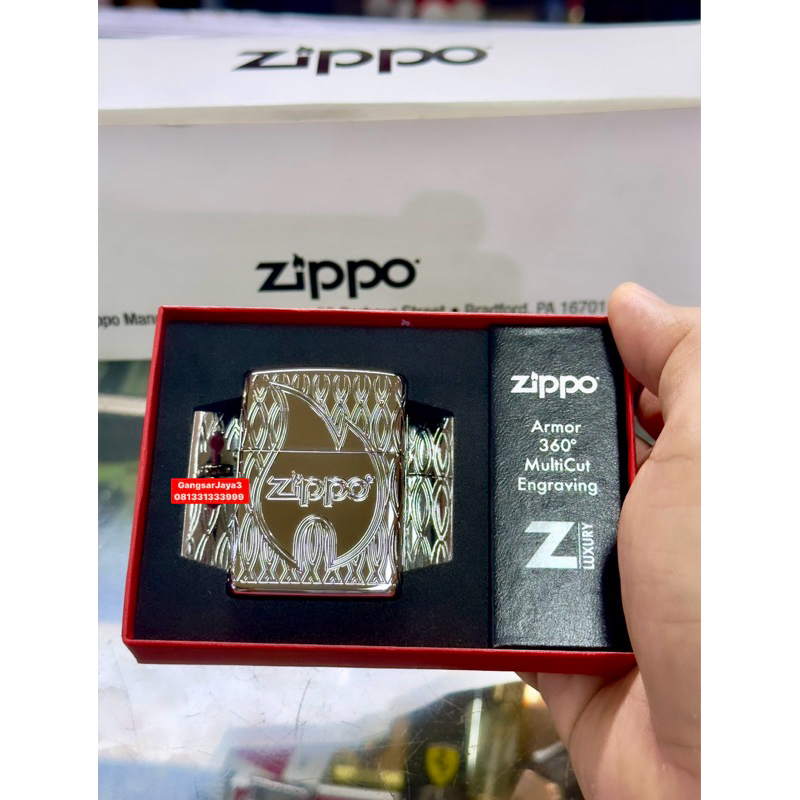 zippo
zippo
ppo Man
Street • Bradford, PA 16701
zippo
Armor
360°
MultiCut
Engraving
Z LUXURY
zippo
GangsarJaya3
081331333999